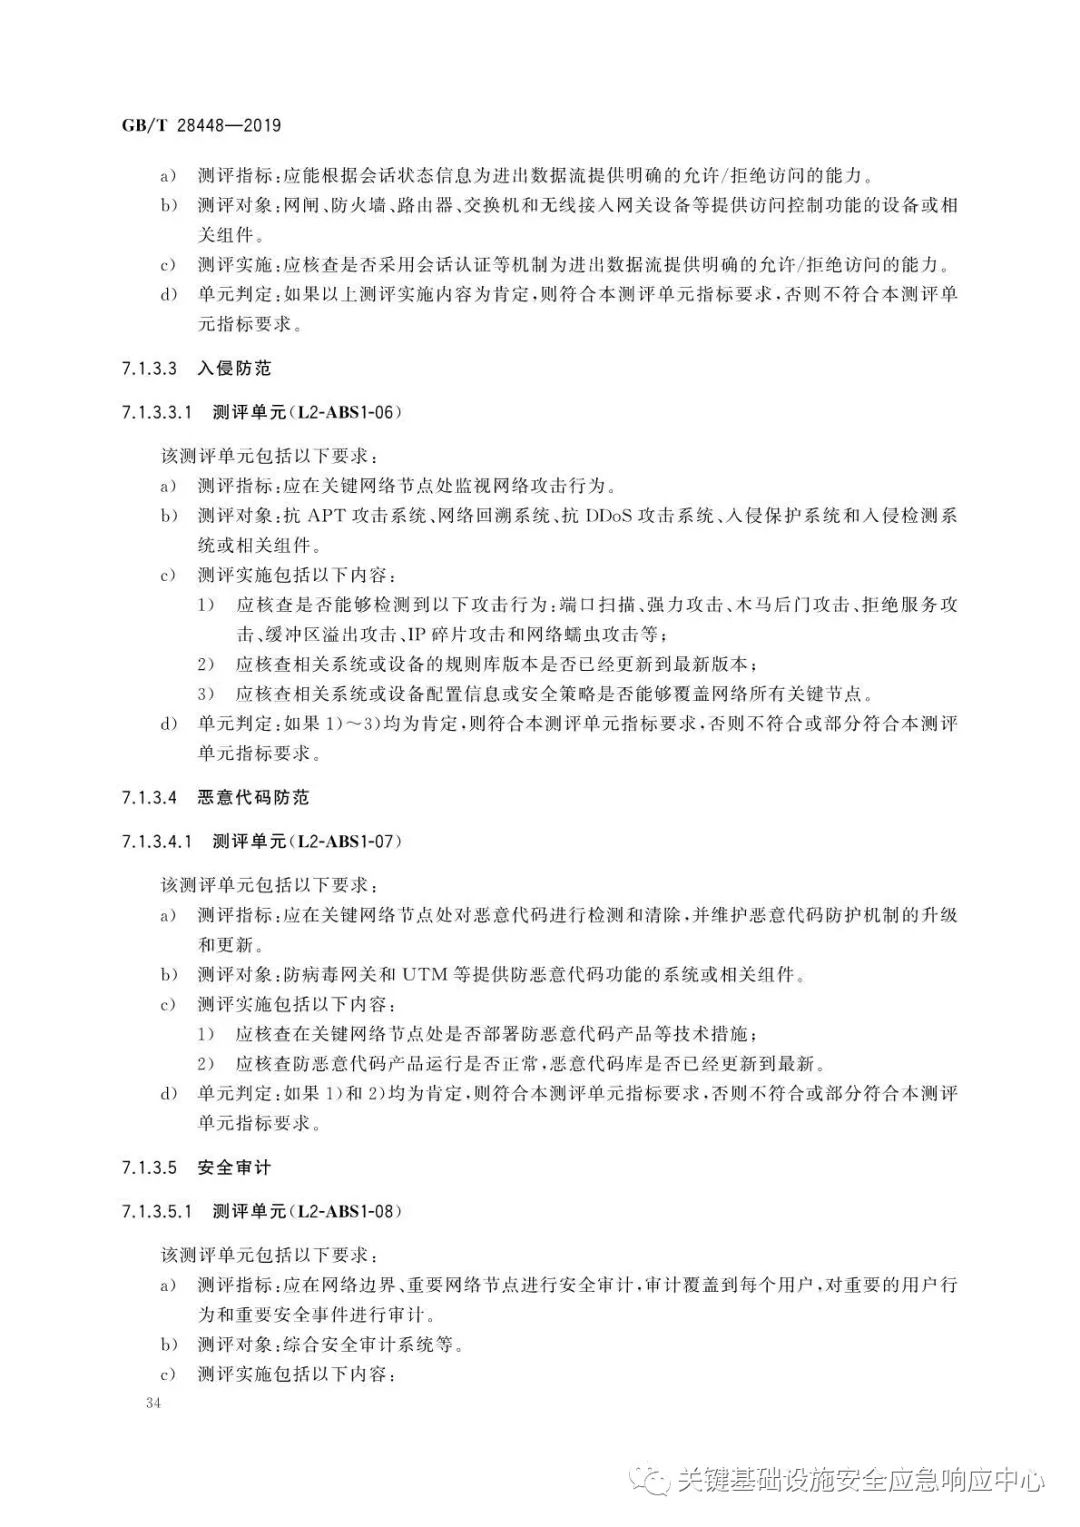 GB/T 28448—2019
a) 测评指标:应能根据会话状态信息为进出数据流提供明确的允许/拒绝访问的能力。
b) 测评对象:网闸、防火墙、路由器、交换机和无线接入网关设备等提供访问控制功能的设备或相
关组件。
c) 测评实施:应核查是否采用会话认证等机制为进出数据流提供明确的允许/拒绝访问的能力。
d) 单元判定:如果以上测评实施内容为肯定,则符合本测评单元指标要求,否则不符合本测评单
元指标要求。
7.1.3.3 入侵防范
7.1.3.3.1 测评单元(L2-ABS1-06)
该测评单元包括以下要求:
a) 测评指标:应在关键网络节点处监视网络攻击行为。
b) 测评对象:抗 APT 攻击系统、网络回溯系统、抗 DDoS 攻击系统、入侵保护系统和入侵检测系
统或相关组件。
c) 测评实施包括以下内容:
1) 应核查是否能够检测到以下攻击行为:端口扫描、强力攻击、木马后门攻击、拒绝服务攻
击、缓冲区溢出攻击、IP 碎片攻击和网络蠕虫攻击等;
2) 应核查相关系统或设备的规则库版本是否已经更新到最新版本;
3) 应核查相关系统或设备配置信息或安全策略是否能够覆盖网络所有关键节点。
d) 单元判定:如果 1)~3)均为肯定,则符合本测评单元指标要求,否则不符合或部分符合本测评
单元指标要求。
7.1.3.4 恶意代码防范
7.1.3.4.1 测评单元(L2-ABS1-07)
该测评单元包括以下要求:
a) 测评指标:应在关键网络节点处对恶意代码进行检测和清除,并维护恶意代码防护机制的升级
和更新。
b) 测评对象:防病毒网关和 UTM 等提供防恶意代码功能的系统或相关组件。
c) 测评实施包括以下内容:
1) 应核查在关键网络节点处是否部署防恶意代码产品等技术措施;
2) 应核查防恶意代码产品运行是否正常,恶意代码库是否已经更新到最新。
d) 单元判定:如果 1)和 2)均为肯定,则符合本测评单元指标要求,否则不符合或部分符合本测评
单元指标要求。
7.1.3.5 安全审计
7.1.3.5.1 测评单元(L2-ABS1-08)
该测评单元包括以下要求:
a) 测评指标:应在网络边界、重要网络节点进行安全审计,审计覆盖到每个用户,对重要的用户行
为和重要安全事件进行审计。
b) 测评对象:综合安全审计系统等。
c) 测评实施包括以下内容:
34
关键基础设施安全应急响应中心